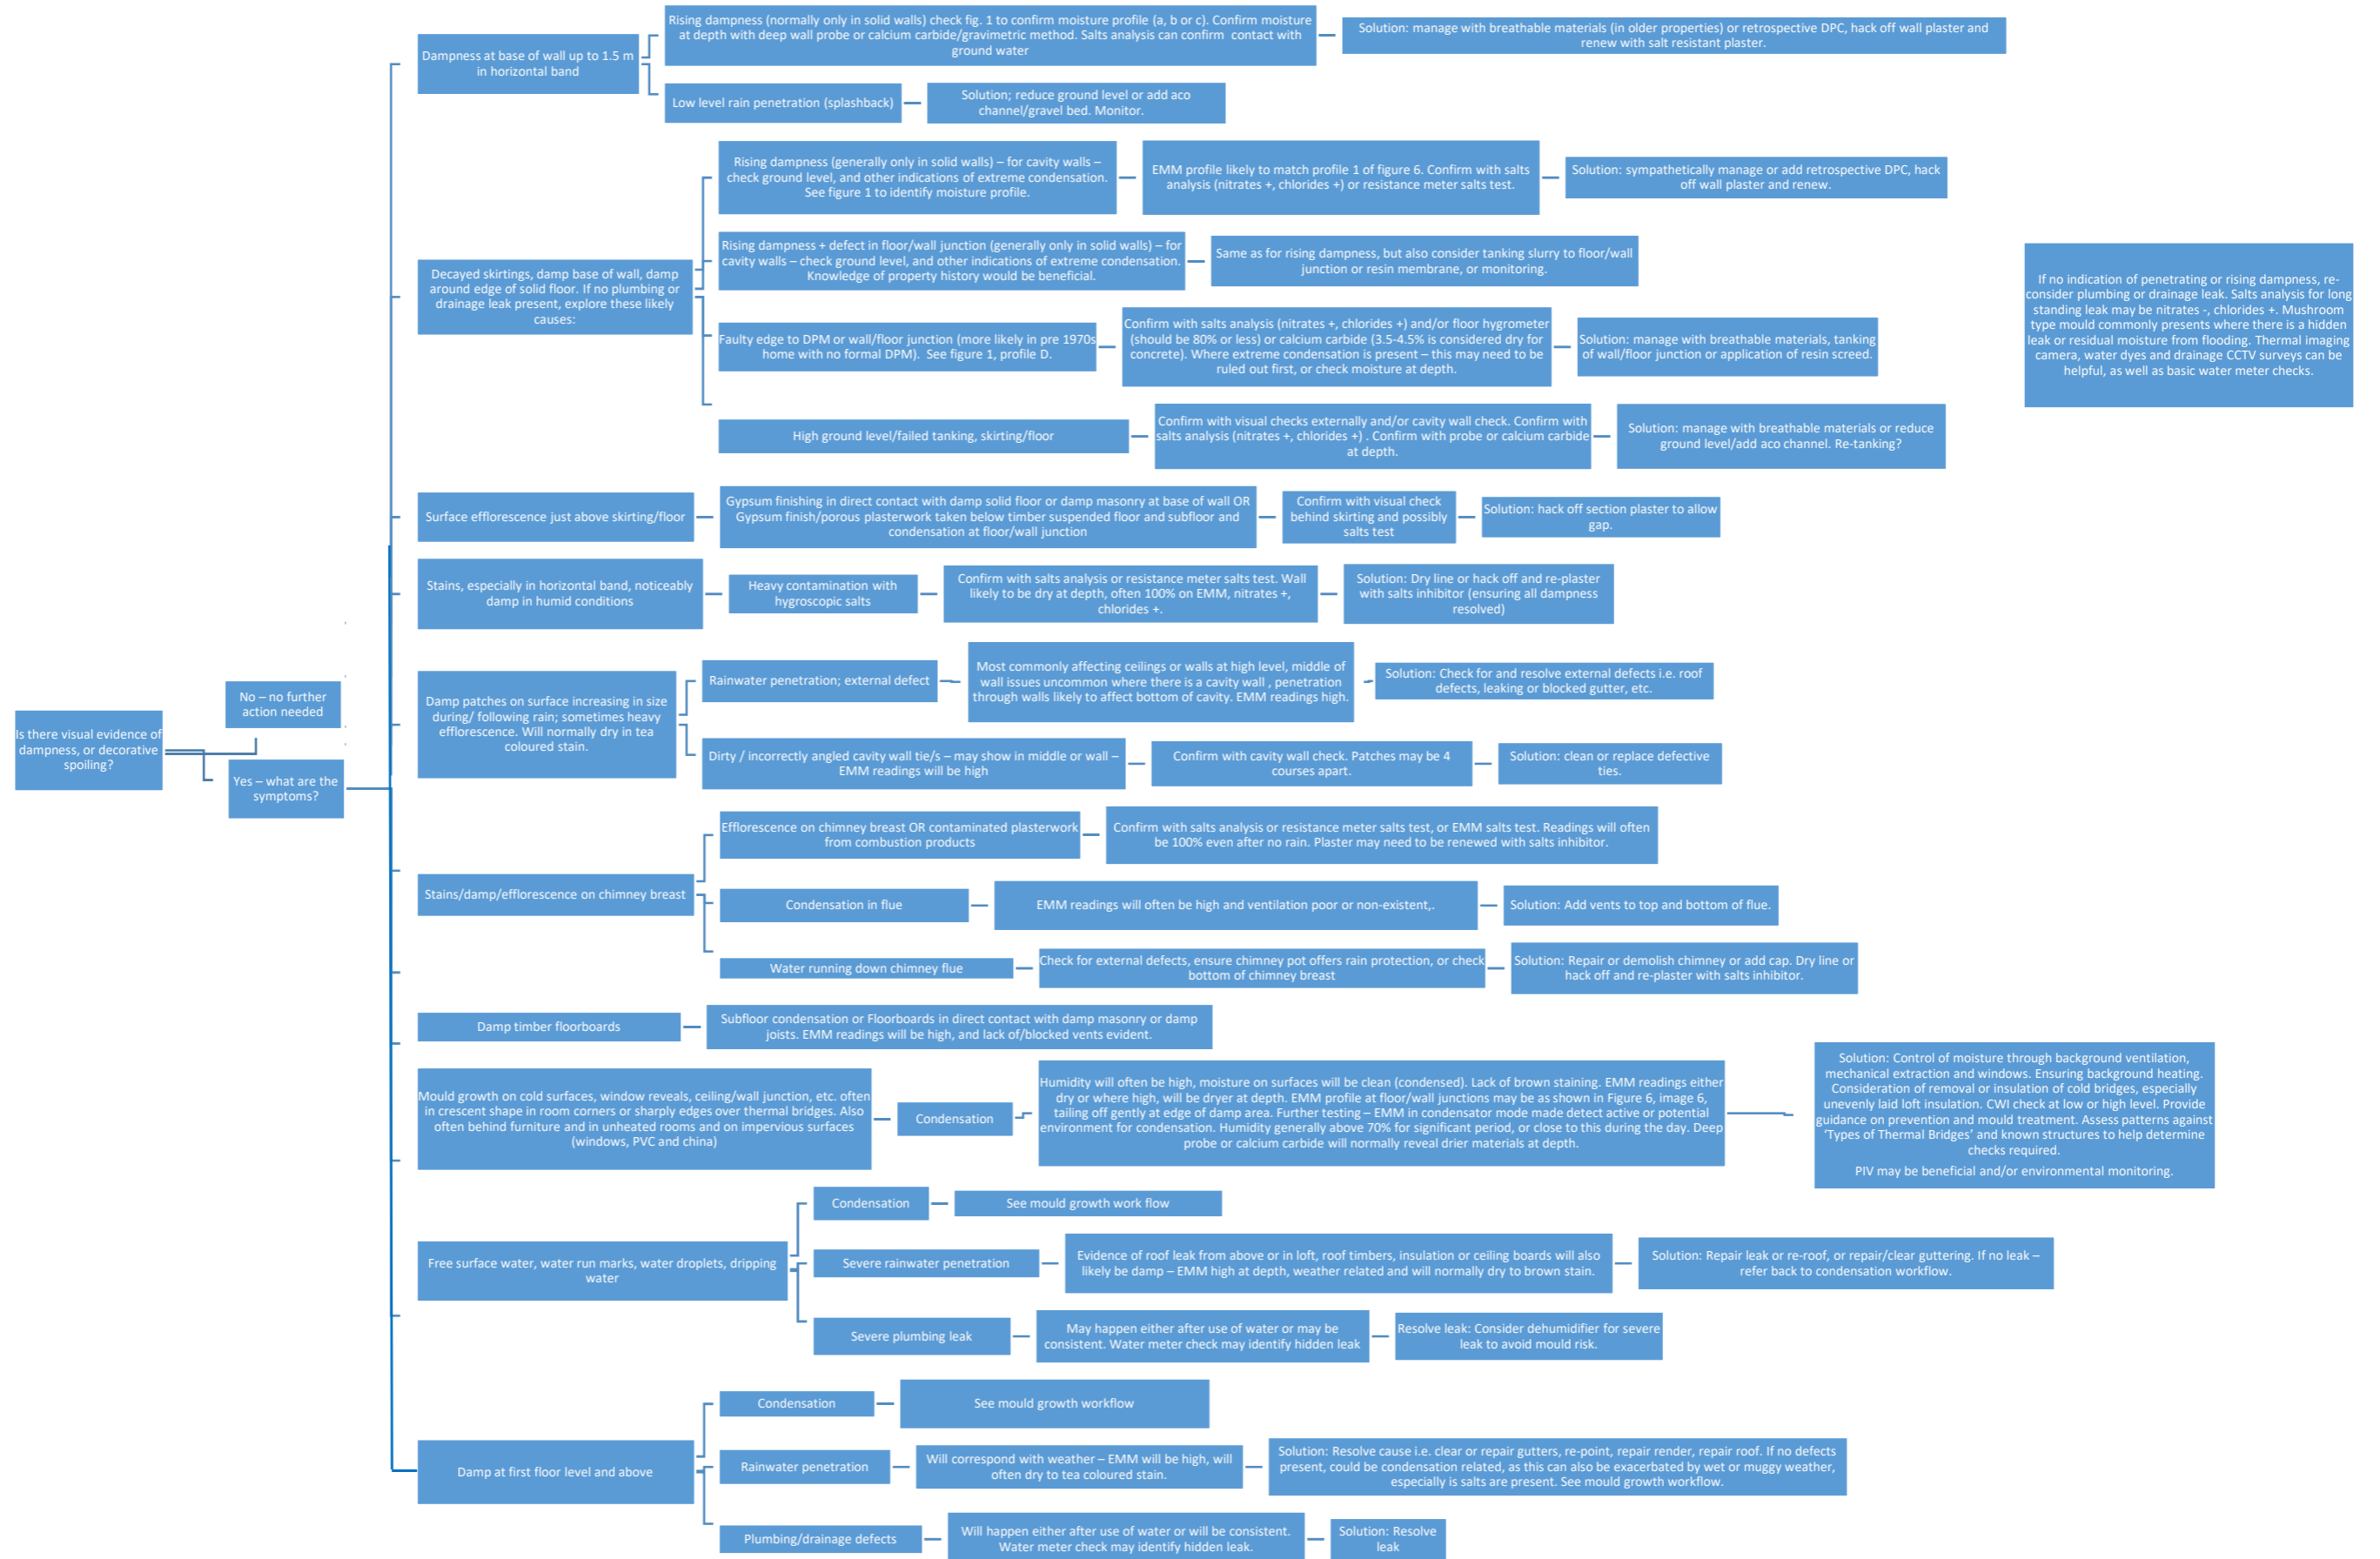 Is there visual evidence of
dampness, or decorative
spoiling?
No – no further
action needed
Yes – what are the
symptoms?
Dampness at base of wall up to 1.5 m
in horizontal band
Rising dampness (normally only in solid walls) check fig. 1 to confirm moisture profile (a, b or c). Confirm moisture
at depth with deep wall probe or calcium carbide/gravimetric method. Salts analysis can confirm contact with
ground water
Solution: manage with breathable materials (in older properties) or retrospective DPC, hack off wall plaster and
renew with salt resistant plaster.
Low level rain penetration (splashback)
Solution; reduce ground level or add aco
channel/gravel bed. Monitor.
Decayed skirtings, damp base of wall, damp
around edge of solid floor. If no plumbing or
drainage leak present, explore these likely
causes:
Rising dampness (generally only in solid walls) – for cavity walls –
check ground level, and other indications of extreme condensation.
See figure 1 to identify moisture profile.
EMM profile likely to match profile 1 of figure 6. Confirm with salts
analysis (nitrates +, chlorides +) or resistance meter salts test.
Solution: sympathetically manage or add retrospective DPC, hack
off wall plaster and renew.
Rising dampness + defect in floor/wall junction (generally only in solid walls) – for
cavity walls – check ground level, and other indications of extreme condensation.
Knowledge of property history would be beneficial.
Same as for rising dampness, but also consider tanking slurry to floor/wall
junction or resin membrane, or monitoring.
Faulty edge to DPM or wall/floor junction (more likely in pre 1970s
home with no formal DPM). See figure 1, profile D.
Confirm with salts analysis (nitrates +, chlorides +) and/or floor hygrometer
(should be 80% or less) or calcium carbide (3.5-4.5% is considered dry for
concrete). Where extreme condensation is present – this may need to be
ruled out first, or check moisture at depth.
Solution: manage with breathable materials, tanking
of wall/floor junction or application of resin screed.
High ground level/failed tanking, skirting/floor
Confirm with visual checks externally and/or cavity wall check. Confirm with
salts analysis (nitrates +, chlorides +) . Confirm with probe or calcium carbide
at depth.
Solution: manage with breathable materials or reduce
ground level/add aco channel. Re-tanking?
If no indication of penetrating or rising dampness, re-
consider plumbing or drainage leak. Salts analysis for long
standing leak may be nitrates -, chlorides +. Mushroom
type mould commonly presents where there is a hidden
leak or residual moisture from flooding. Thermal imaging
camera, water dyes and drainage CCTV surveys can be
helpful, as well as basic water meter checks.
Surface efflorescence just above skirting/floor
Gypsum finishing in direct contact with damp solid floor or damp masonry at base of wall OR
Gypsum finish/porous plasterwork taken below timber suspended floor and subfloor and
condensation at floor/wall junction
Confirm with visual check
behind skirting and possibly
salts test
Solution: hack off section plaster to allow
gap.
Stains, especially in horizontal band, noticeably
damp in humid conditions
Heavy contamination with
hygroscopic salts
Confirm with salts analysis or resistance meter salts test. Wall
likely to be dry at depth, often 100% on EMM, nitrates +,
chlorides +.
Solution: Dry line or hack off and re-plaster
with salts inhibitor (ensuring all dampness
resolved)
Damp patches on surface increasing in size
during/ following rain; sometimes heavy
efflorescence. Will normally dry in tea
coloured stain.
Rainwater penetration; external defect
Most commonly affecting ceilings or walls at high level, middle of
wall issues uncommon where there is a cavity wall , penetration
through walls likely to affect bottom of cavity. EMM readings high.
Solution: Check for and resolve external defects i.e. roof
defects, leaking or blocked gutter, etc.
Dirty / incorrectly angled cavity wall tie/s – may show in middle or wall –
EMM readings will be high
Confirm with cavity wall check. Patches may be 4
courses apart.
Solution: clean or replace defective
ties.
Stains/damp/efflorescence on chimney breast
Efflorescence on chimney breast OR contaminated plasterwork
from combustion products
Confirm with salts analysis or resistance meter salts test, or EMM salts test. Readings will often
be 100% even after no rain. Plaster may need to be renewed with salts inhibitor.
Condensation in flue
EMM readings will often be high and ventilation poor or non-existent,.
Solution: Add vents to top and bottom of flue.
Water running down chimney flue
Check for external defects, ensure chimney pot offers rain protection, or check
bottom of chimney breast
Solution: Repair or demolish chimney or add cap. Dry line or
hack off and re-plaster with salts inhibitor.
Damp timber floorboards
Subfloor condensation or Floorboards in direct contact with damp masonry or damp
joists. EMM readings will be high, and lack of/blocked vents evident.
Mould growth on cold surfaces, window reveals, ceiling/wall junction, etc. often
in crescent shape in room corners or sharply edges over thermal bridges. Also
often behind furniture and in unheated rooms and on impervious surfaces
(windows, PVC and china)
Condensation
Humidity will often be high, moisture on surfaces will be clean (condensed). Lack of brown staining. EMM readings either
dry or where high, will be dryer at depth. EMM profile at floor/wall junctions may be as shown in Figure 6, image 6,
tailing off gently at edge of damp area. Further testing – EMM in condensator mode made detect active or potential
environment for condensation. Humidity generally above 70% for significant period, or close to this during the day. Deep
probe or calcium carbide will normally reveal drier materials at depth.
Solution: Control of moisture through background ventilation,
mechanical extraction and windows. Ensuring background heating.
Consideration of removal or insulation of cold bridges, especially
unevenly laid loft insulation. CWI check at low or high level. Provide
guidance on prevention and mould treatment. Assess patterns against
‘Types of Thermal Bridges’ and known structures to help determine
checks required.
PIV may be beneficial and/or environmental monitoring.
Free surface water, water run marks, water droplets, dripping
water
Condensation
See mould growth work flow
Severe rainwater penetration
Evidence of roof leak from above or in loft, roof timbers, insulation or ceiling boards will also
likely be damp – EMM high at depth, weather related and will normally dry to brown stain.
Solution: Repair leak or re-roof, or repair/clear guttering. If no leak –
refer back to condensation workflow.
Severe plumbing leak
May happen either after use of water or may be
consistent. Water meter check may identify hidden leak
Resolve leak: Consider dehumidifier for severe
leak to avoid mould risk.
Damp at first floor level and above
Condensation
See mould growth workflow
Rainwater penetration
Will correspond with weather – EMM will be high, will
often dry to tea coloured stain.
Solution: Resolve cause i.e. clear or repair gutters, re-point, repair render, repair roof. If no defects
present, could be condensation related, as this can also be exacerbated by wet or muggy weather,
especially is salts are present. See mould growth workflow.
Plumbing/drainage defects
Will happen either after use of water or will be consistent.
Water meter check may identify hidden leak.
Solution: Resolve
leak